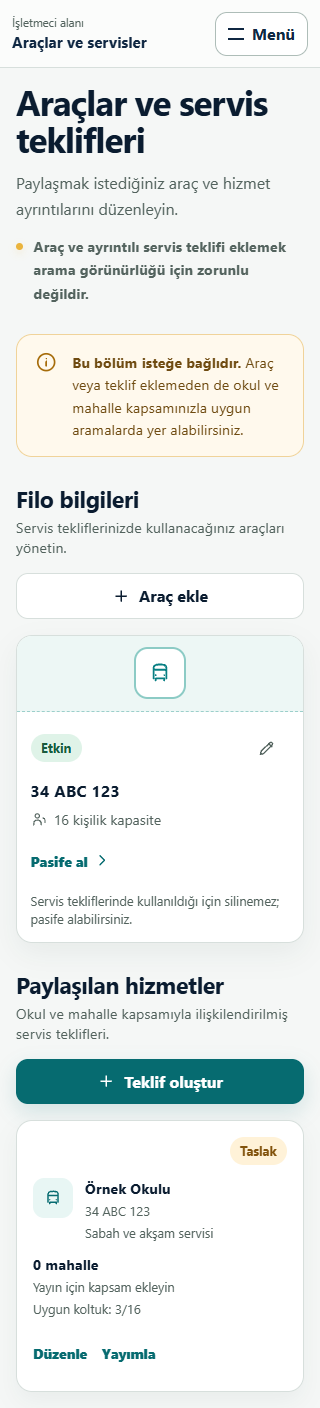 İşletmeci alanı
Araçlar ve servisler
Menü
Araçlar ve servis
teklifleri
Paylaşmak istediğiniz araç ve hizmet
ayrıntılarını düzenleyin.
Araç ve ayrıntılı servis teklifi eklemek
arama görünürlüğü için zorunlu
değildir.
Bu bölüm isteğe bağlıdır. Araç
veya teklif eklemeden de okul ve
mahalle kapsamınızla uygun
aramalarda yer alabilirsiniz.
Filo bilgileri
Servis tekliflerinizde kullanacağınız araçları
yönetin.
Araç ekle
Etkin
34 ABC 123
16 kişilik kapasite
Pasife al
Servis tekliflerinde kullanıldığı için silinemez;
pasife alabilirsiniz.
Paylaşılan hizmetler
Okul ve mahalle kapsamıyla ilişkilendirilmiş
servis teklifleri.
Teklif oluştur
Taslak
Örnek Okulu
34 ABC 123
Sabah ve akşam servisi
0 mahalle
Yayın için kapsam ekleyin
Uygun koltuk: 3/16
Düzenle Yayımla